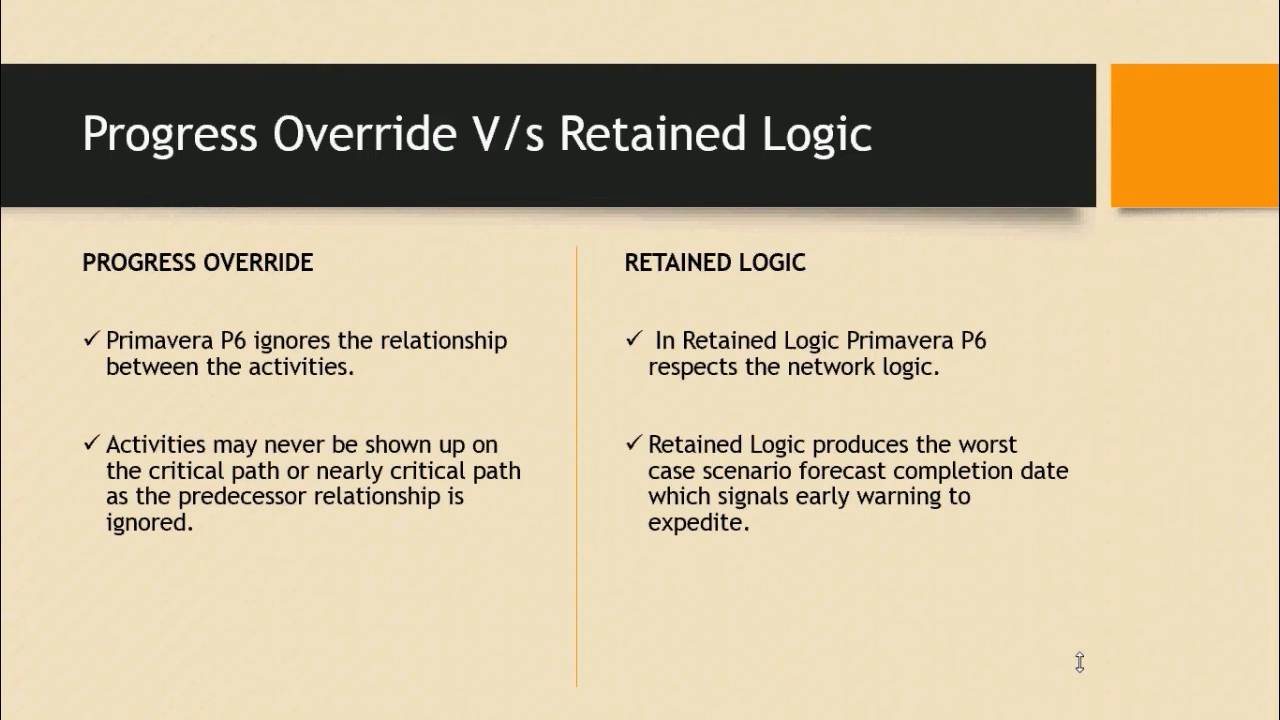 Progress Override V/s Retained Logic
PROGRESS OVERRIDE
✓ Primavera P6 ignores the relationship
between the activities.
✓ Activities may never be shown up on
the critical path or nearly critical path
as the predecessor relationship is
ignored.
RETAINED LOGIC
✓ In Retained Logic Primavera P6
respects the network logic.
✓ Retained Logic produces the worst
case scenario forecast completion date
which signals early warning to
expedite.